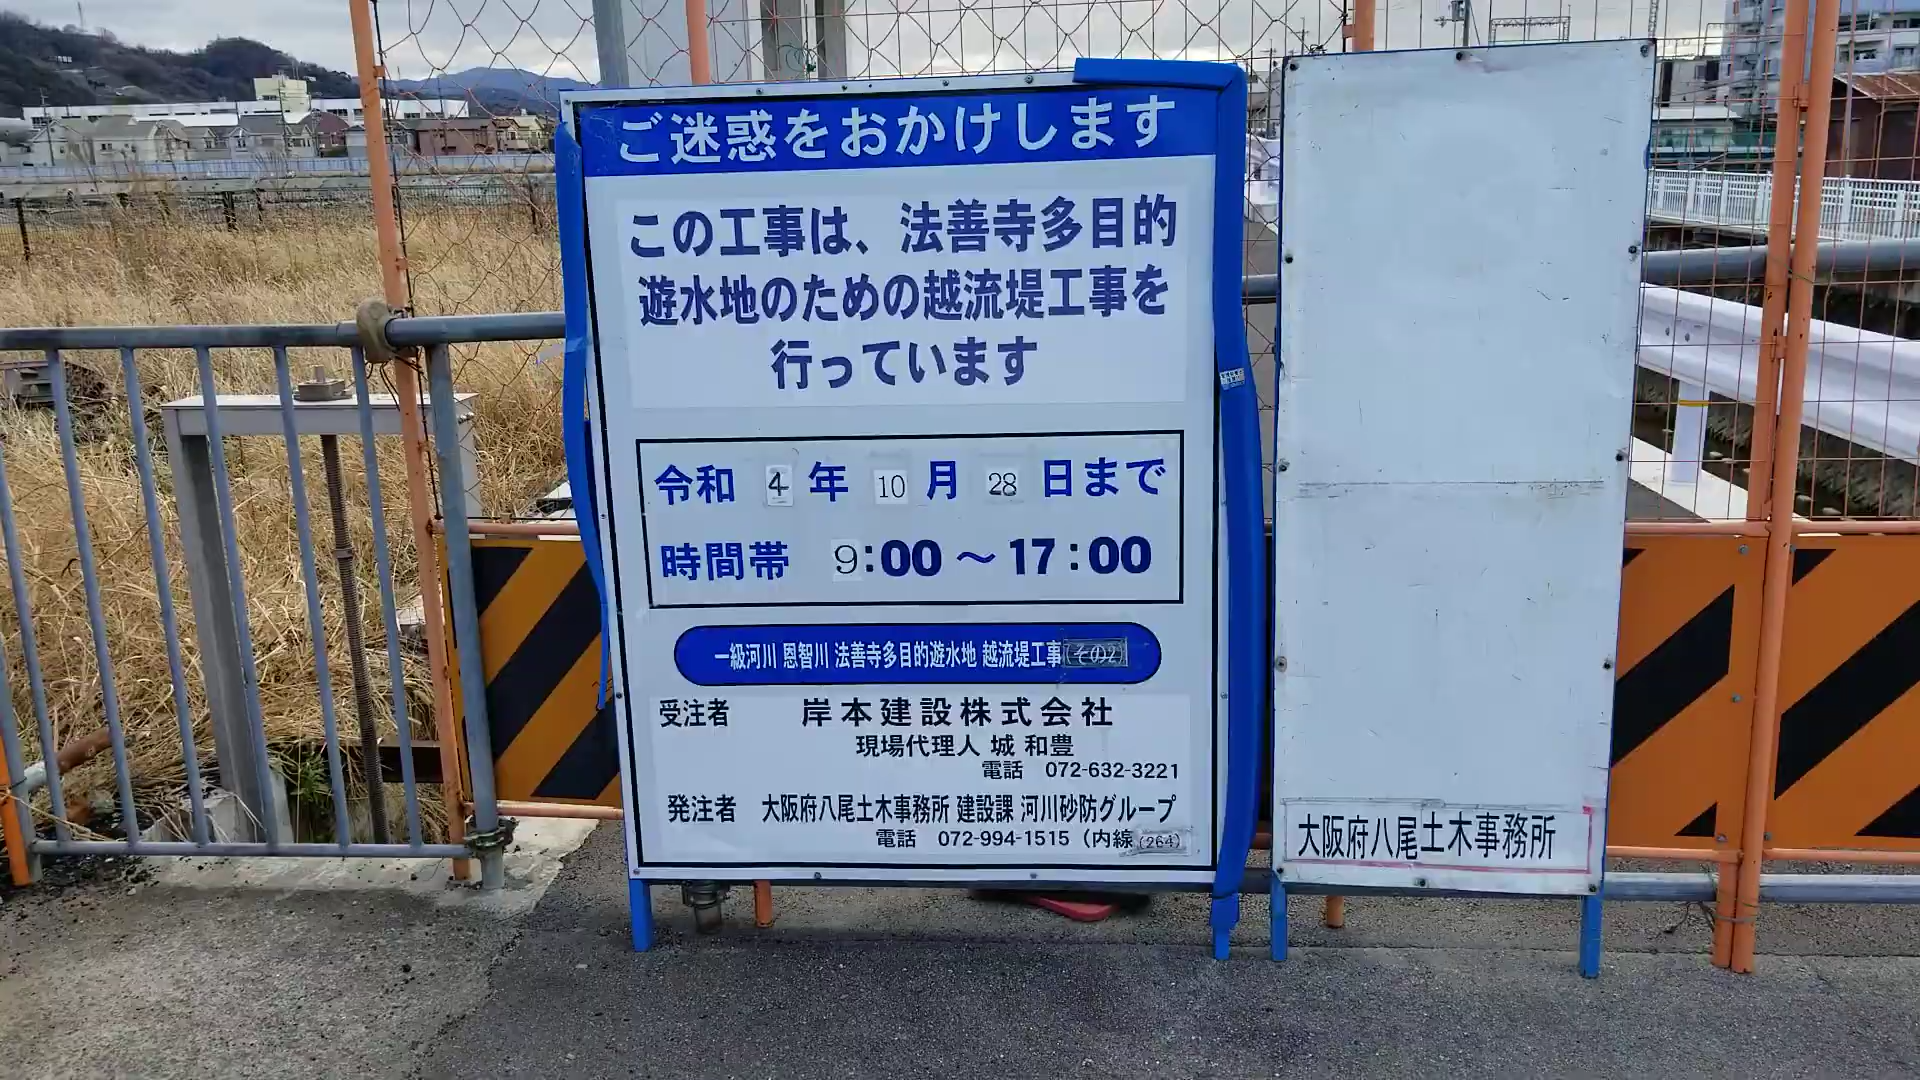 ご迷惑をおかけします
この工事は、法善寺多目的
遊水地のための越流堤工事を
行っています
令和 4 年 10 月 28 日まで
時間帯 9:00 〜 17:00
一級河川 恩智川 法善寺多目的遊水地 越流堤工事(その2)
受注者 岸本建設株式会社
現場代理人 城 和豊
電話 072-632-3221
発注者 大阪府八尾土木事務所 建設課 河川砂防グループ
電話 072-994-1515 (内線(264)
大阪府八尾土木事務所